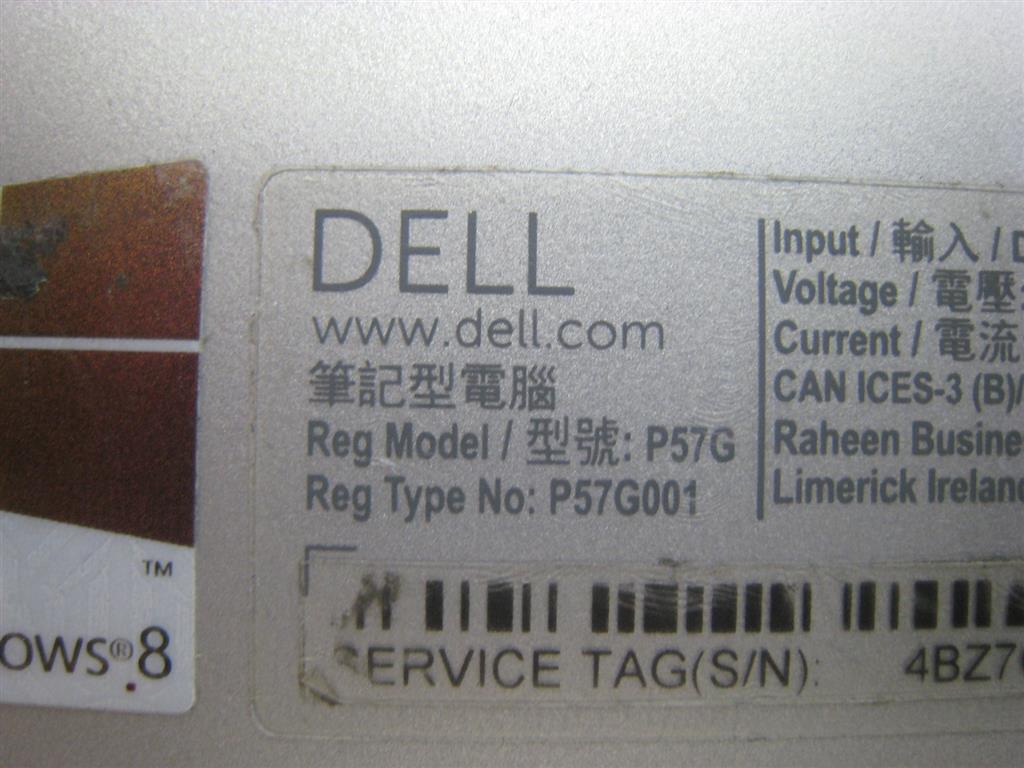 DELL
www.dell.com
筆記型電腦
Reg Model / 型號: P57G
Reg Type No: P57G001
Input / 輸入 / D
Voltage / 電壓
Current / 電流
CAN ICES-3 (B)/
Raheen Busine
Limerick Ireland
SERVICE TAG(S/N): 4BZ7
TM
ows®8